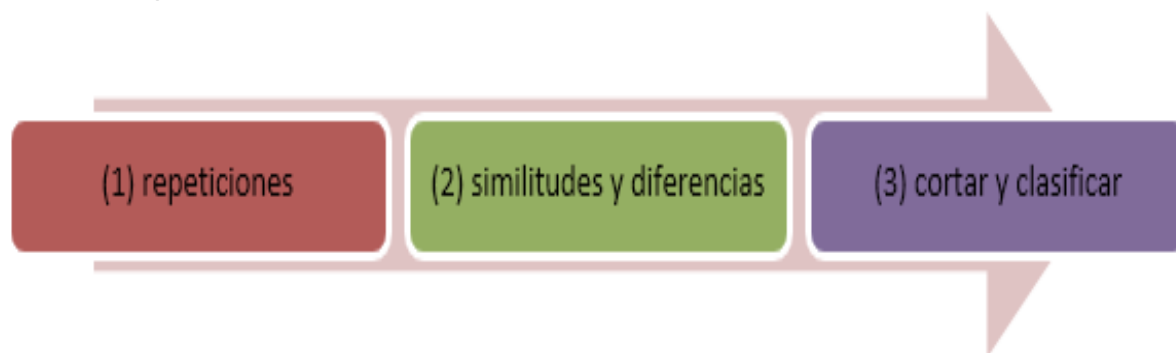 (1) repeticiones
(2) similitudes y diferencias
(3) cortar y clasificar